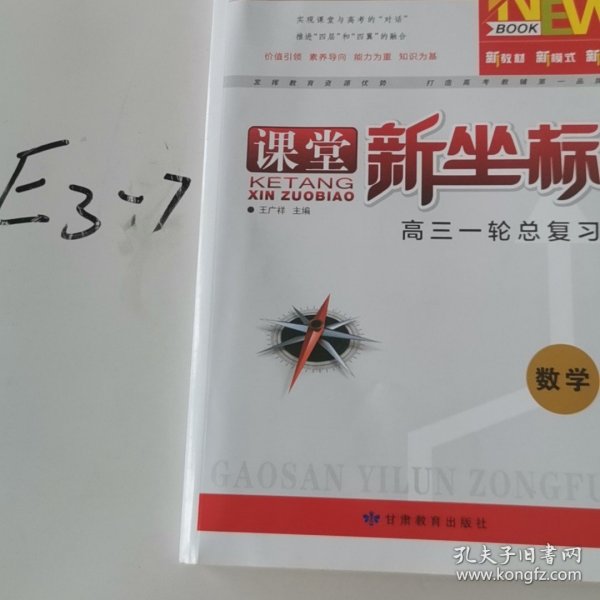 实现课堂与高考的“对话”
推进“四层”和“四翼”的融合
价值引领 素养导向 能力为重 知识为基
NEW
BOOK
新教材 新模式 新
发挥教育资源优势 打造高考教辅第一品牌
课堂 新坐标
KETANG
XIN ZUOBIAO
王广祥 主编
高三一轮总复习
E3-7
数学
GAOSAN YILUN ZONGFU
甘肃教育出版社
孔夫子旧书网
www.kongfz.com